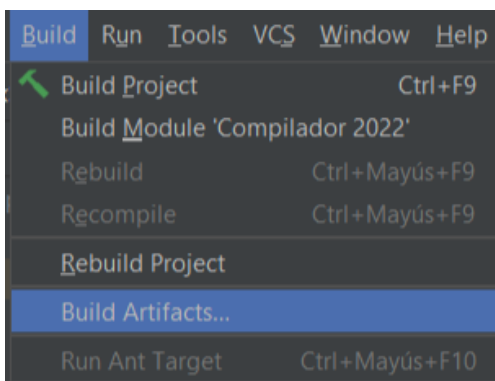 Build Run Tools VCS Window Help
Build Project Ctrl+F9
Build Module 'Compilador 2022'
Rebuild Ctrl+Mayús+F9
Recompile Ctrl+Mayús+F9
Rebuild Project
Build Artifacts...
Run Ant Target Ctrl+Mayús+F10